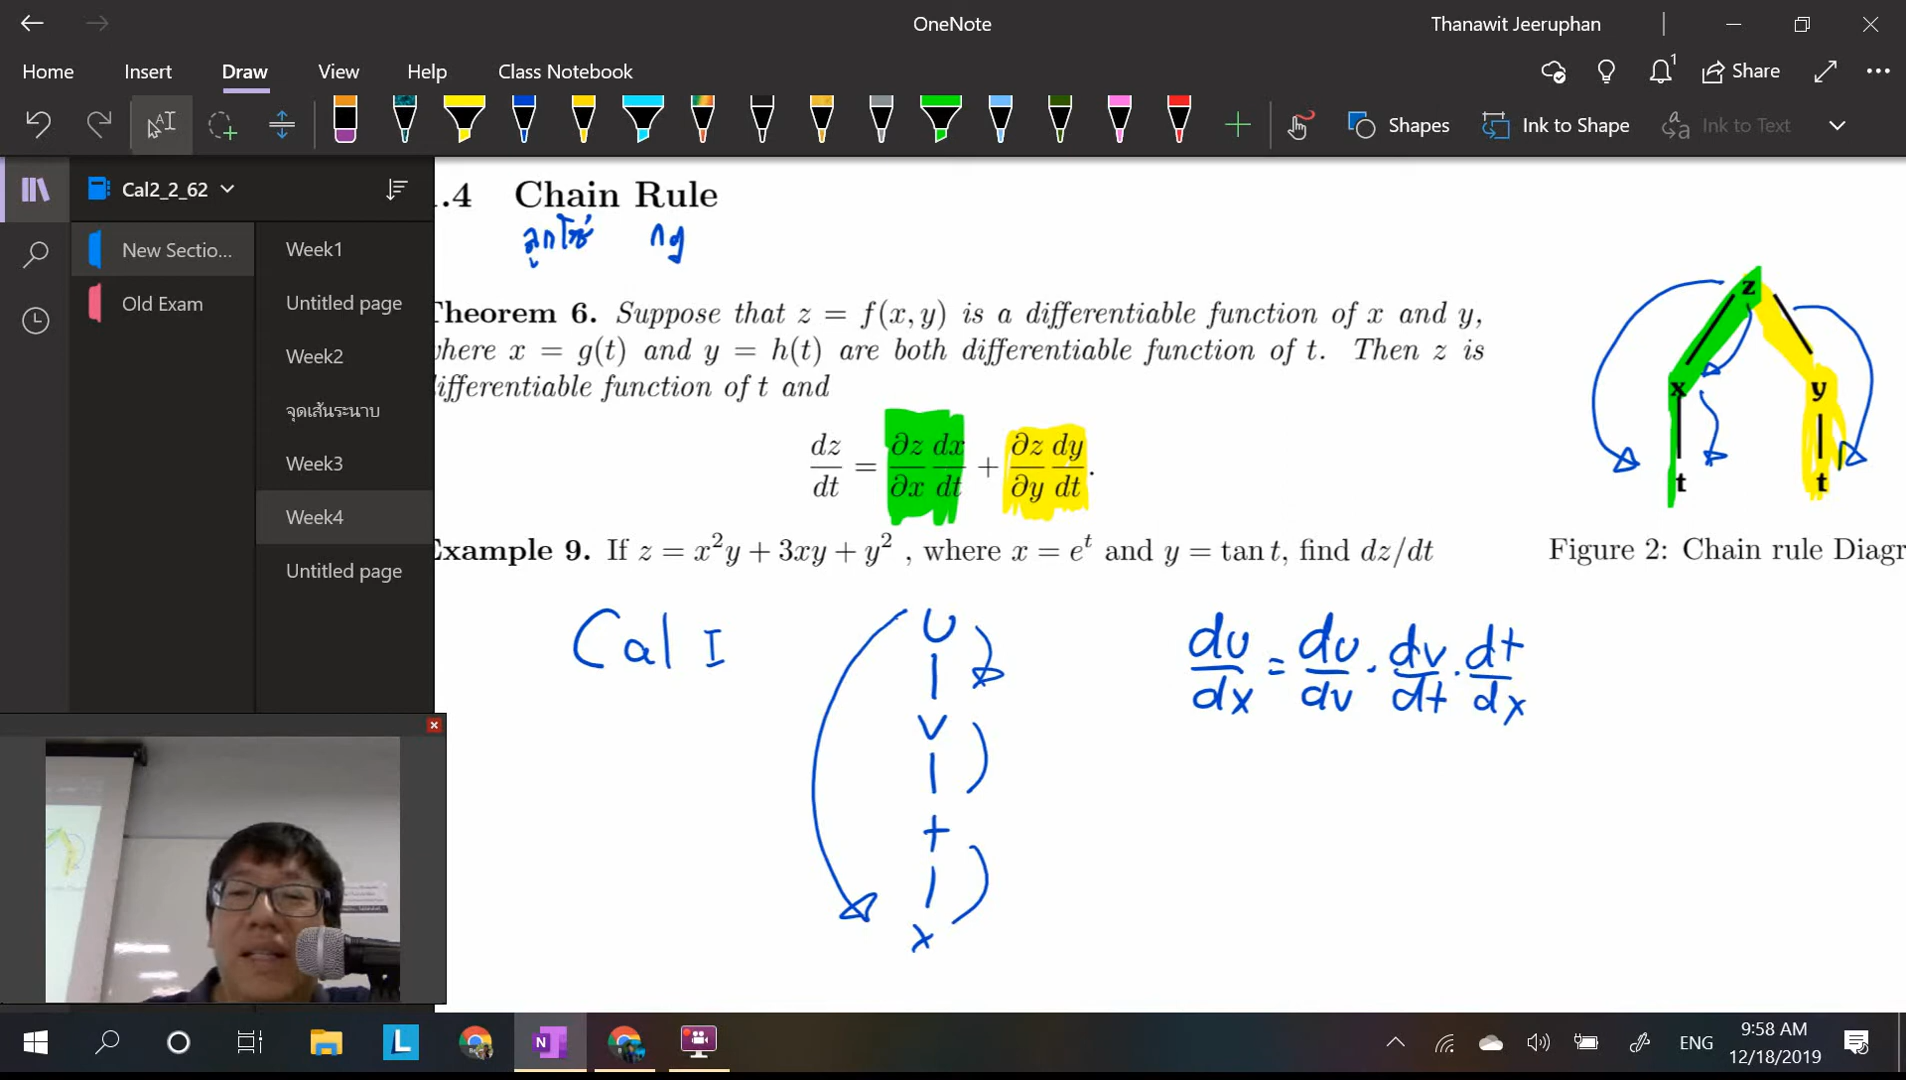 OneNote
Thanawit Jeeruphan
Home Insert Draw View Help Class Notebook
1
Share
Shapes
Ink to Shape
Ink to Text
Cal2_2_62
New Sectio...
Old Exam
Week1
Untitled page
Week2
จุดเส้นระนาบ
Week3
Week4
Untitled page
.4 Chain Rule
ลูกโซ่ กฎ
Theorem 6. Suppose that z = f(x, y) is a differentiable function of x and y,
where x = g(t) and y = h(t) are both differentiable function of t. Then z is
differentiable function of t and
dz/dt = ∂z/∂x dx/dt + ∂z/∂y dy/dt.
z
x y
t t
Example 9. If z = x²y + 3xy + y² , where x = eᵗ and y = tan t, find dz/dt
Figure 2: Chain rule Diagr
Cal I
U
v
t
x
du/dx = du/dv · dv/dt · dt/dx
L
N
ENG
9:58 AM
12/18/2019